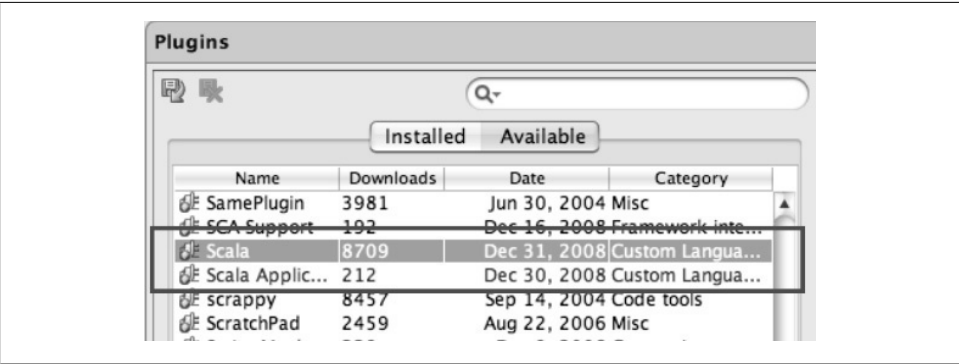 Plugins
Installed Available
Name Downloads Date Category
SamePlugin 3981 Jun 30, 2004 Misc
SCA Support 192 Dec 16, 2008 Framework inte...
Scala 8709 Dec 31, 2008 Custom Langua...
Scala Applic... 212 Dec 30, 2008 Custom Langua...
scrappy 8457 Sep 14, 2004 Code tools
ScratchPad 2459 Aug 22, 2006 Misc